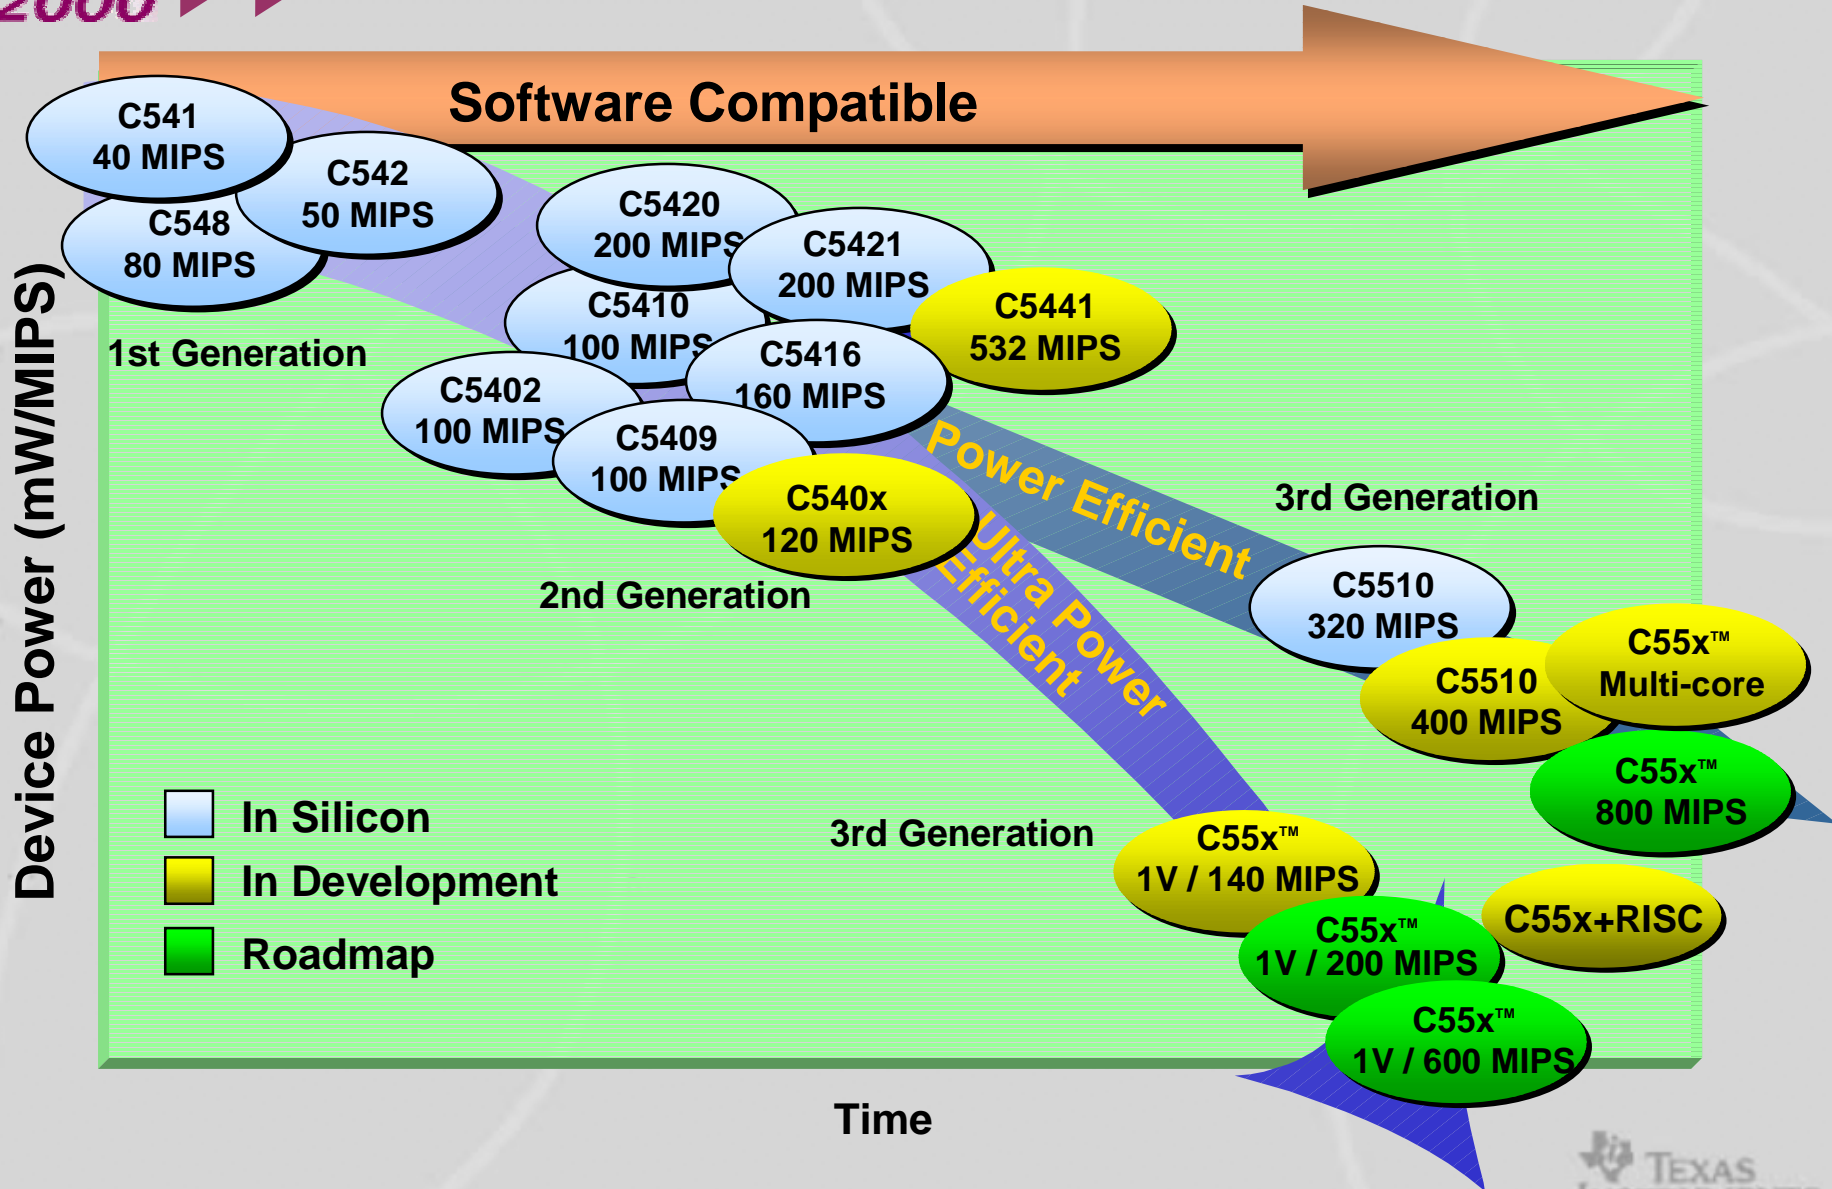 2000
Software Compatible
C541
40 MIPS
C542
50 MIPS
C548
80 MIPS
C5420
200 MIPS
C5421
200 MIPS
C5410
100 MIPS
C5441
532 MIPS
C5416
160 MIPS
1st Generation
C5402
100 MIPS
C5409
100 MIPS
C540x
120 MIPS
2nd Generation
Power Efficient
Ultra Power
Efficient
3rd Generation
C5510
320 MIPS
C5510
400 MIPS
C55x™
Multi-core
C55x™
800 MIPS
3rd Generation
C55x™
1V / 140 MIPS
C55x™
1V / 200 MIPS
C55x+RISC
C55x™
1V / 600 MIPS
In Silicon
In Development
Roadmap
Device Power (mW/MIPS)
Time
TEXAS